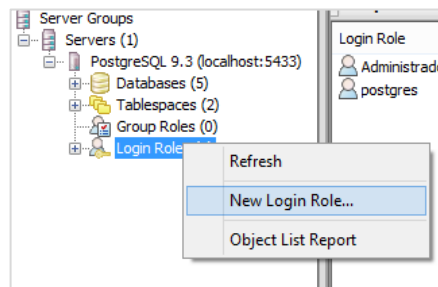 Server Groups
Servers (1)
PostgreSQL 9.3 (localhost:5433)
Databases (5)
Tablespaces (2)
Group Roles (0)
Login Role
Refresh
New Login Role...
Object List Report
Login Role
Administrad
postgres